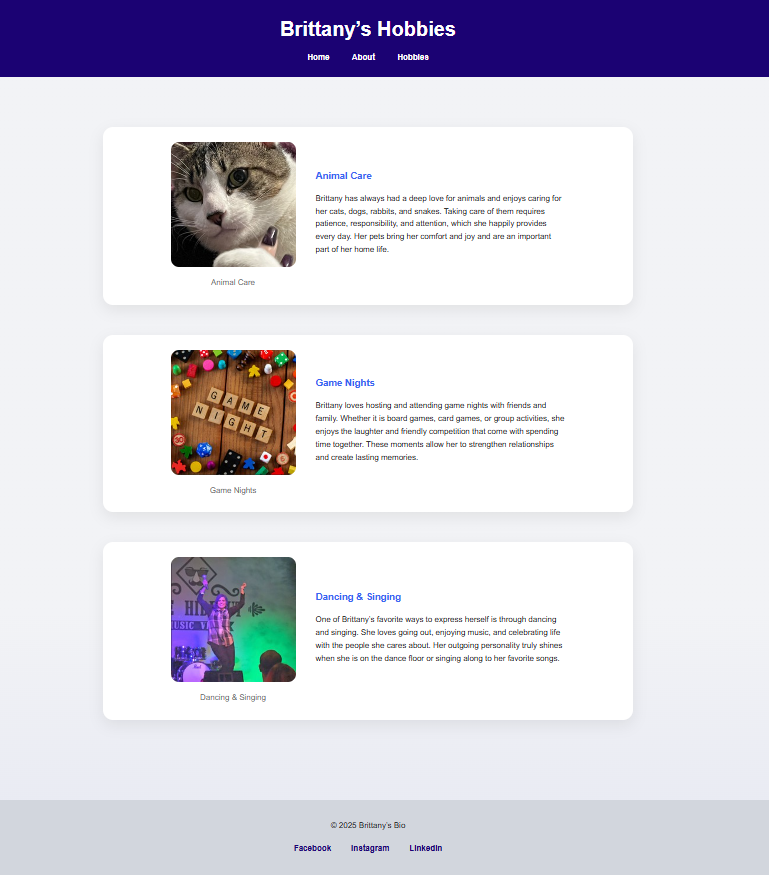 Brittany’s Hobbies
Home About Hobbies
Animal Care
Brittany has always had a deep love for animals and enjoys caring for
her cats, dogs, rabbits, and snakes. Taking care of them requires
patience, responsibility, and attention, which she happily provides
every day. Her pets bring her comfort and joy and are an important
part of her home life.
Animal Care
GAME
NIGHT
Game Nights
Brittany loves hosting and attending game nights with friends and
family. Whether it is board games, card games, or group activities, she
enjoys the laughter and friendly competition that come with spending
time together. These moments allow her to strengthen relationships
and create lasting memories.
Game Nights
MUSIC
Dancing & Singing
One of Brittany’s favorite ways to express herself is through dancing
and singing. She loves going out, enjoying music, and celebrating life
with the people she cares about. Her outgoing personality truly shines
when she is on the dance floor or singing along to her favorite songs.
Dancing & Singing
© 2025 Brittany’s Bio
Facebook Instagram LinkedIn